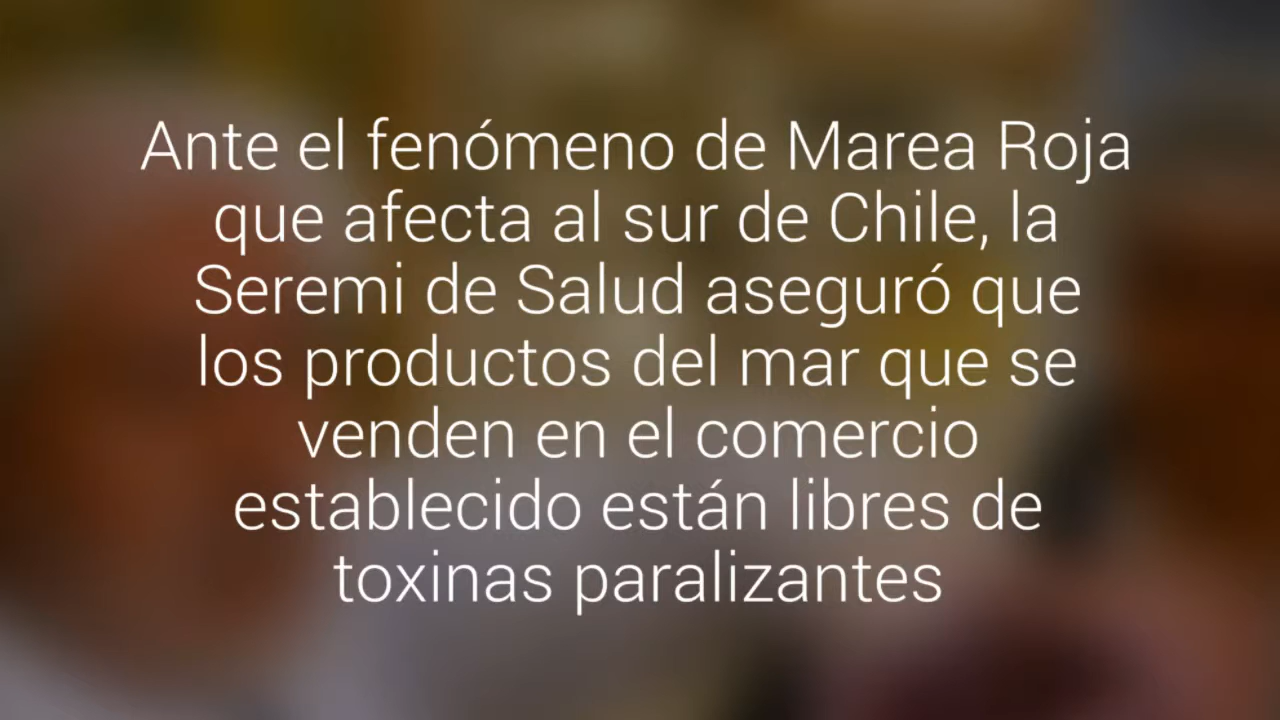 Ante el fenómeno de Marea Roja
que afecta al sur de Chile, la
Seremi de Salud aseguró que
los productos del mar que se
venden en el comercio
establecido están libres de
toxinas paralizantes